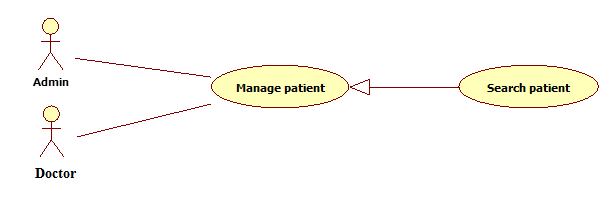 Admin
Manage patient
Search patient
Doctor